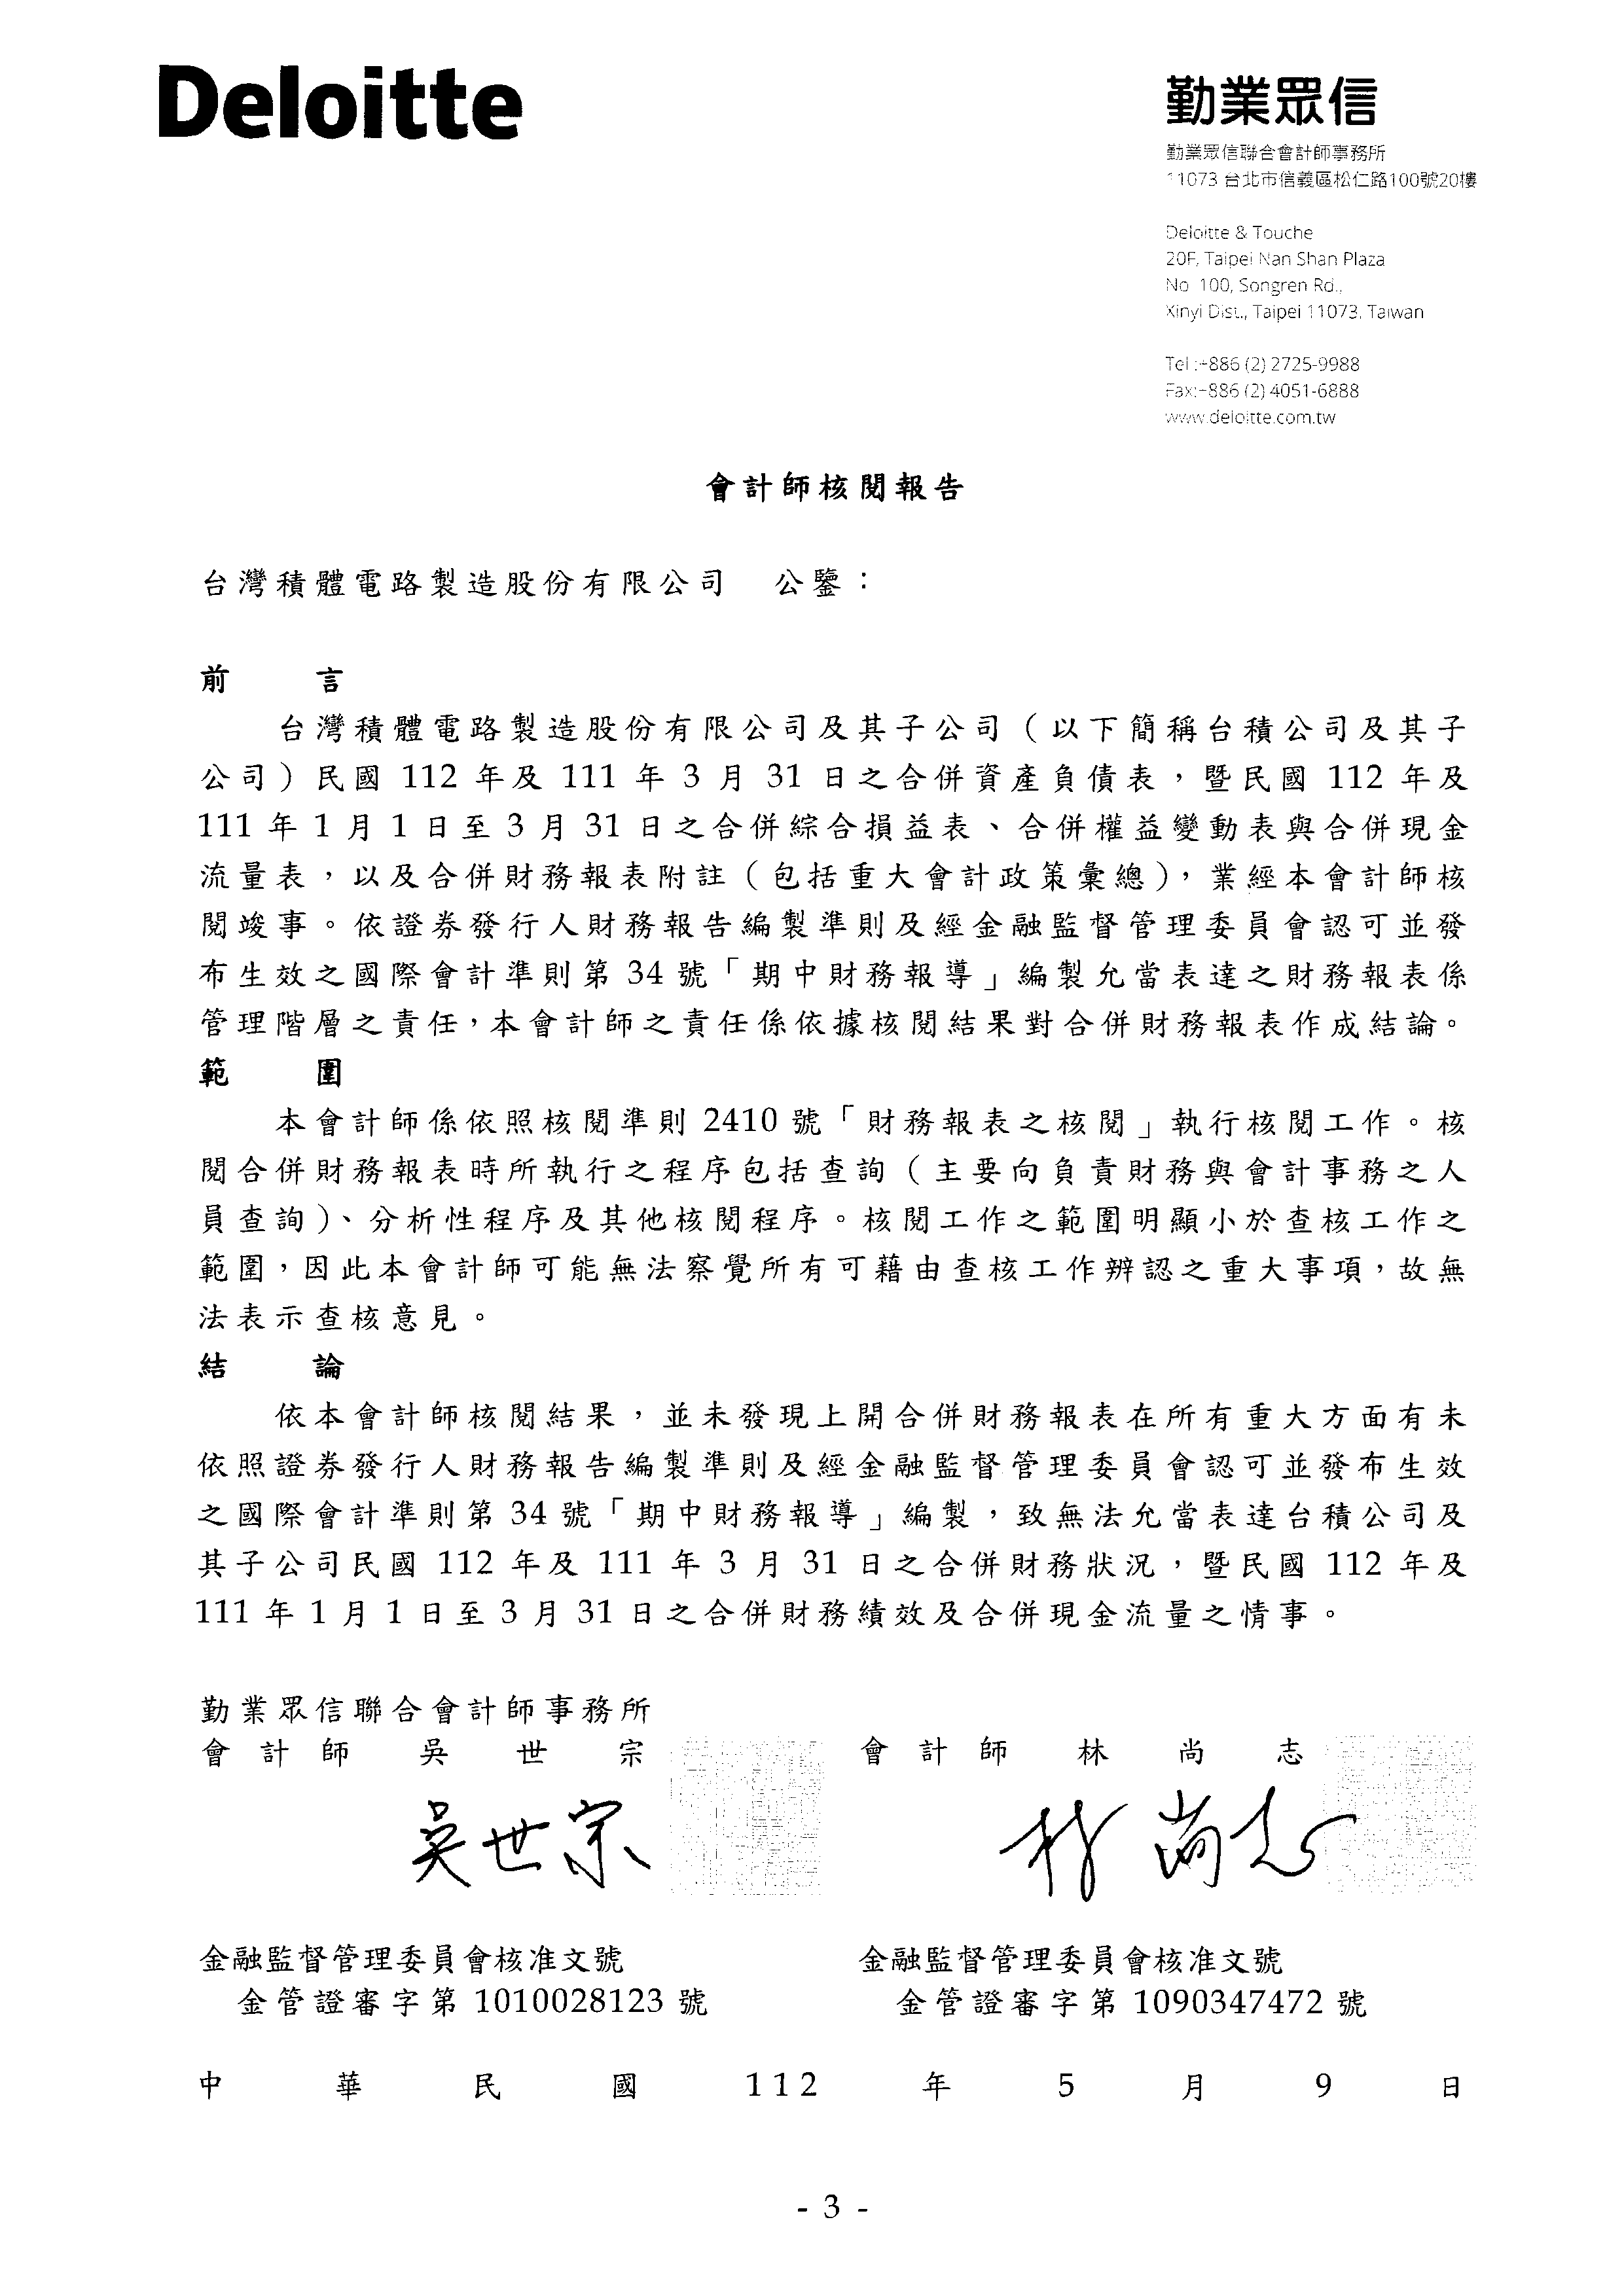 Deloitte
勤業眾信
勤業眾信聯合會計師事務所
11073 台北市信義區松仁路100號20樓
Deloitte & Touche
20F, Taipei Nan Shan Plaza
No 100, Songren Rd.,
Xinyi Dist., Taipei 11073, Taiwan
Tel :+886 (2) 2725-9988
Fax:+886 (2) 4051-6888
www.deloitte.com.tw
會計師核閱報告
台灣積體電路製造股份有限公司　公鑒：
前　　言
台灣積體電路製造股份有限公司及其子公司（以下簡稱台積公司及其子
公司）民國 112 年及 111 年 3 月 31 日之合併資產負債表，暨民國 112 年及
111 年 1 月 1 日至 3 月 31 日之合併綜合損益表、合併權益變動表與合併現金
流量表，以及合併財務報表附註（包括重大會計政策彙總），業經本會計師核
閱竣事。依證券發行人財務報告編製準則及經金融監督管理委員會認可並發
布生效之國際會計準則第 34 號「期中財務報導」編製允當表達之財務報表係
管理階層之責任，本會計師之責任係依據核閱結果對合併財務報表作成結論。
範　　圍
本會計師係依照核閱準則 2410 號「財務報表之核閱」執行核閱工作。核
閱合併財務報表時所執行之程序包括查詢（主要向負責財務與會計事務之人
員查詢）、分析性程序及其他核閱程序。核閱工作之範圍明顯小於查核工作之
範圍，因此本會計師可能無法察覺所有可藉由查核工作辨認之重大事項，故無
法表示查核意見。
結　　論
依本會計師核閱結果，並未發現上開合併財務報表在所有重大方面有未
依照證券發行人財務報告編製準則及經金融監督管理委員會認可並發布生效
之國際會計準則第 34 號「期中財務報導」編製，致無法允當表達台積公司及
其子公司民國 112 年及 111 年 3 月 31 日之合併財務狀況，暨民國 112 年及
111 年 1 月 1 日至 3 月 31 日之合併財務績效及合併現金流量之情事。
勤業眾信聯合會計師事務所
會計師　吳世宗　會計師　林尚志
吳世宗　林尚志
金融監督管理委員會核准文號　金融監督管理委員會核准文號
金管證審字第 1010028123 號　金管證審字第 1090347472 號
中華民國 112 年 5 月 9 日
- 3 -